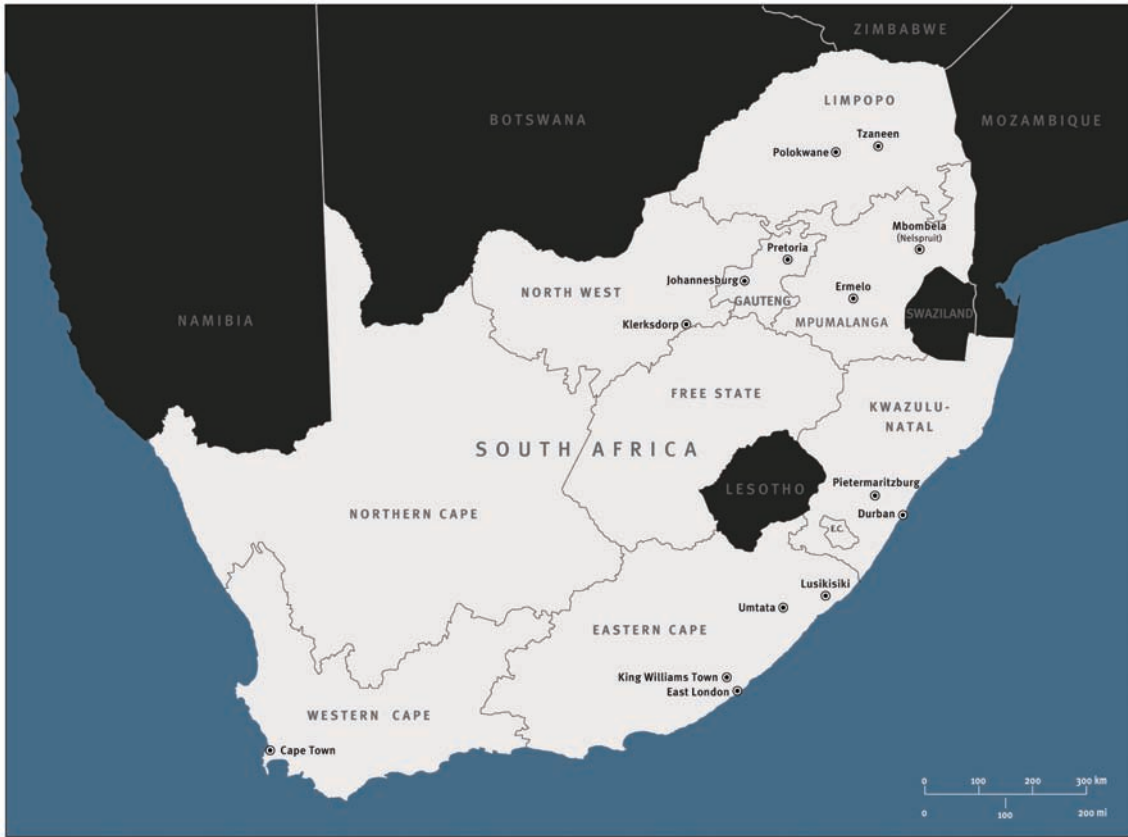 ZIMBABWE
LIMPOPO
BOTSWANA
MOZAMBIQUE
Tzaneen
Polokwane
Mbombela
(Nelspruit)
Pretoria
Johannesburg
Ermelo
NORTH WEST
GAUTENG
NAMIBIA
SWAZILAND
Klerksdorp
MPUMALANGA
FREE STATE
KWAZULU-
NATAL
SOUTH AFRICA
Pietermaritzburg
LESOTHO
NORTHERN CAPE
Durban
E.C.
Lusikisiki
Umtata
EASTERN CAPE
King Williams Town
East London
WESTERN CAPE
Cape Town
0 100 200 300 km
0 100 200 mi